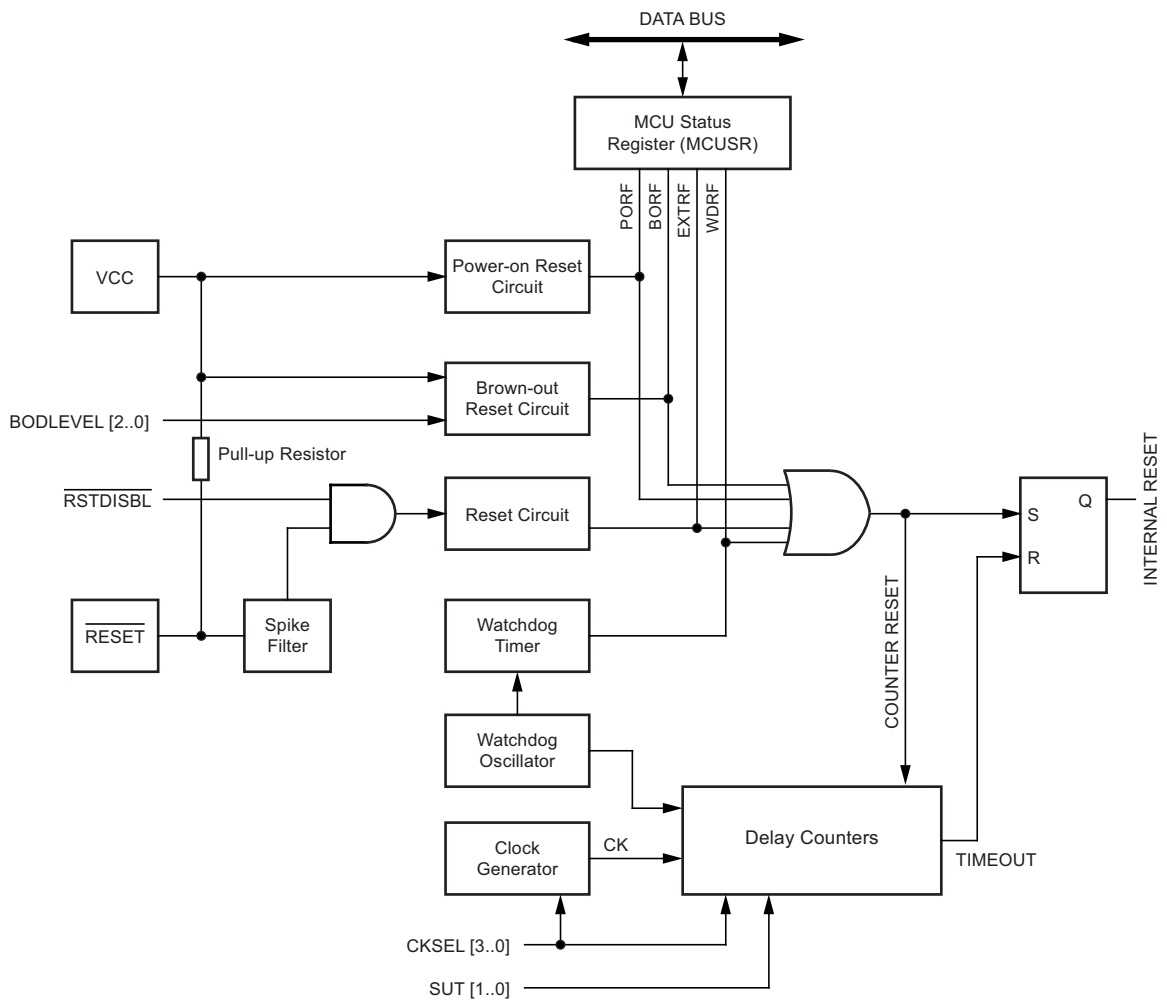 DATA BUS
MCU Status
Register (MCUSR)
PORF
BORF
EXTRF
WDRF
VCC
Power-on Reset
Circuit
Brown-out
Reset Circuit
BODLEVEL [2..0]
Pull-up Resistor
RSTDISBL
Reset Circuit
S
Q
R
INTERNAL RESET
RESET
Spike
Filter
Watchdog
Timer
COUNTER RESET
Watchdog
Oscillator
Clock
Generator
CK
Delay Counters
TIMEOUT
CKSEL [3..0]
SUT [1..0]